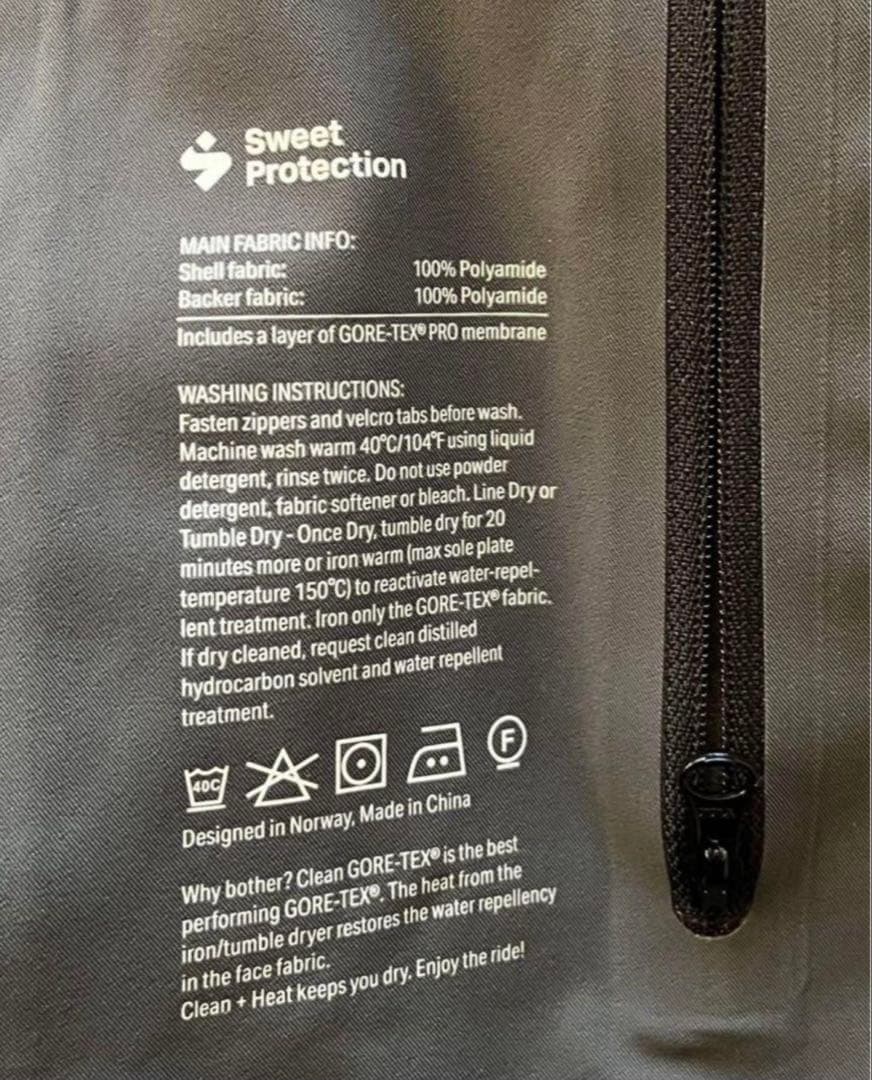 Sweet
Protection
MAIN FABRIC INFO:
Shell fabric: 100% Polyamide
Backer fabric: 100% Polyamide
Includes a layer of GORE-TEX® PRO membrane
WASHING INSTRUCTIONS:
Fasten zippers and velcro tabs before wash.
Machine wash warm 40°C/104°F using liquid
detergent, rinse twice. Do not use powder
detergent, fabric softener or bleach. Line Dry or
Tumble Dry - Once Dry, tumble dry for 20
minutes more or iron warm (max sole plate
temperature 150°C) to reactivate water-repel-
lent treatment. Iron only the GORE-TEX® fabric.
If dry cleaned, request clean distilled
hydrocarbon solvent and water repellent
treatment.
40C F
Designed in Norway, Made in China
Why bother? Clean GORE-TEX® is the best
performing GORE-TEX®. The heat from the
iron/tumble dryer restores the water repellency
in the face fabric.
Clean + Heat keeps you dry. Enjoy the ride!